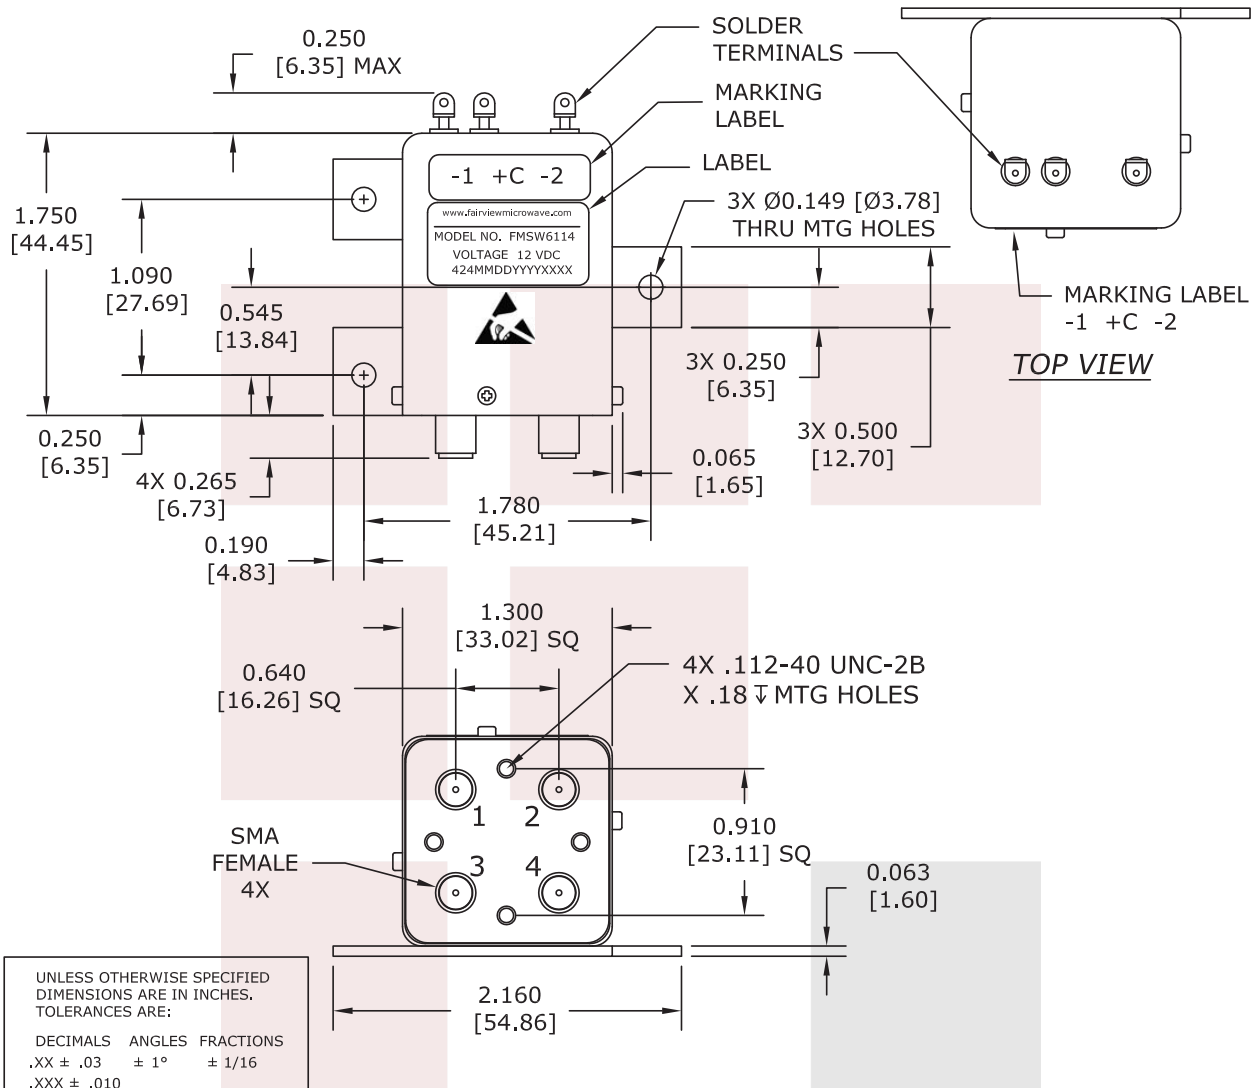 0.250
[6.35] MAX
SOLDER
TERMINALS
MARKING
LABEL
LABEL
-1 +C -2
www.fairviewmicrowave.com
MODEL NO. FMSW6114
VOLTAGE 12 VDC
424MMDDYYYYXXXX
3X Ø0.149 [Ø3.78]
THRU MTG HOLES
1.750
[44.45]
1.090
[27.69]
0.545
[13.84]
MARKING LABEL
-1 +C -2
TOP VIEW
3X 0.250
[6.35]
3X 0.500
[12.70]
0.250
[6.35]
4X 0.265
[6.73]
0.065
[1.65]
1.780
[45.21]
0.190
[4.83]
1.300
[33.02] SQ
0.640
[16.26] SQ
4X .112-40 UNC-2B
X .18 ↧ MTG HOLES
1
2
3
4
SMA
FEMALE
4X
0.910
[23.11] SQ
0.063
[1.60]
2.160
[54.86]
UNLESS OTHERWISE SPECIFIED
DIMENSIONS ARE IN INCHES.
TOLERANCES ARE:
DECIMALS ANGLES FRACTIONS
.XX ± .03 ± 1° ± 1/16
.XXX ± .010